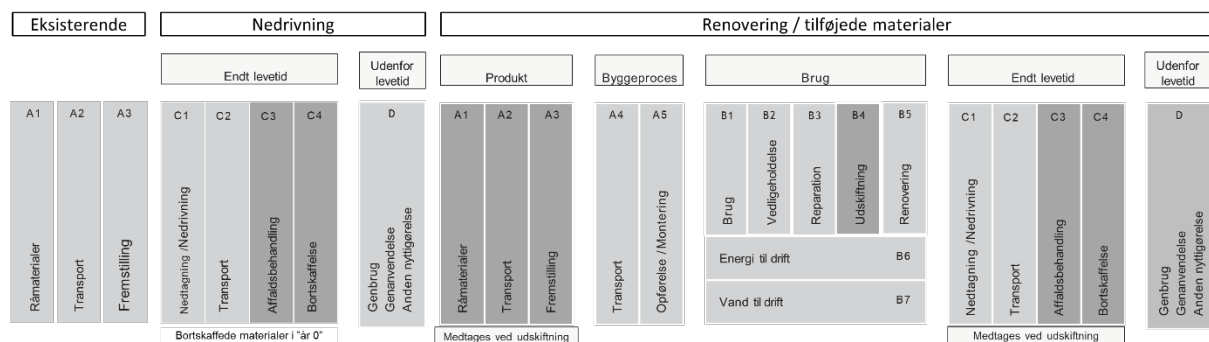 Eksisterende
Nedrivning
Renovering / tilføjede materialer
Endt levetid
Udenfor
levetid
Produkt
Byggeproces
Brug
Endt levetid
Udenfor
levetid
A1
Råmaterialer
A2
Transport
A3
Fremstilling
C1
Nedtagning /Nedrivning
C2
Transport
C3
Affaldsbehandling
C4
Bortskaffelse
D
Genbrug
Genanvendelse
Anden nyttigørelse
A1
Råmaterialer
A2
Transport
A3
Fremstilling
A4
Transport
A5
Opførelse /Montering
B1
Brug
B2
Vedligeholdelse
B3
Reparation
B4
Udskiftning
B5
Renovering
Energi til drift B6
Vand til drift B7
C1
Nedtagning /Nedrivning
C2
Transport
C3
Affaldsbehandling
C4
Bortskaffelse
D
Genbrug
Genanvendelse
Anden nyttigørelse
Bortskaffede materialer i "år 0"
Medtages ved udskiftning
Medtages ved udskiftning